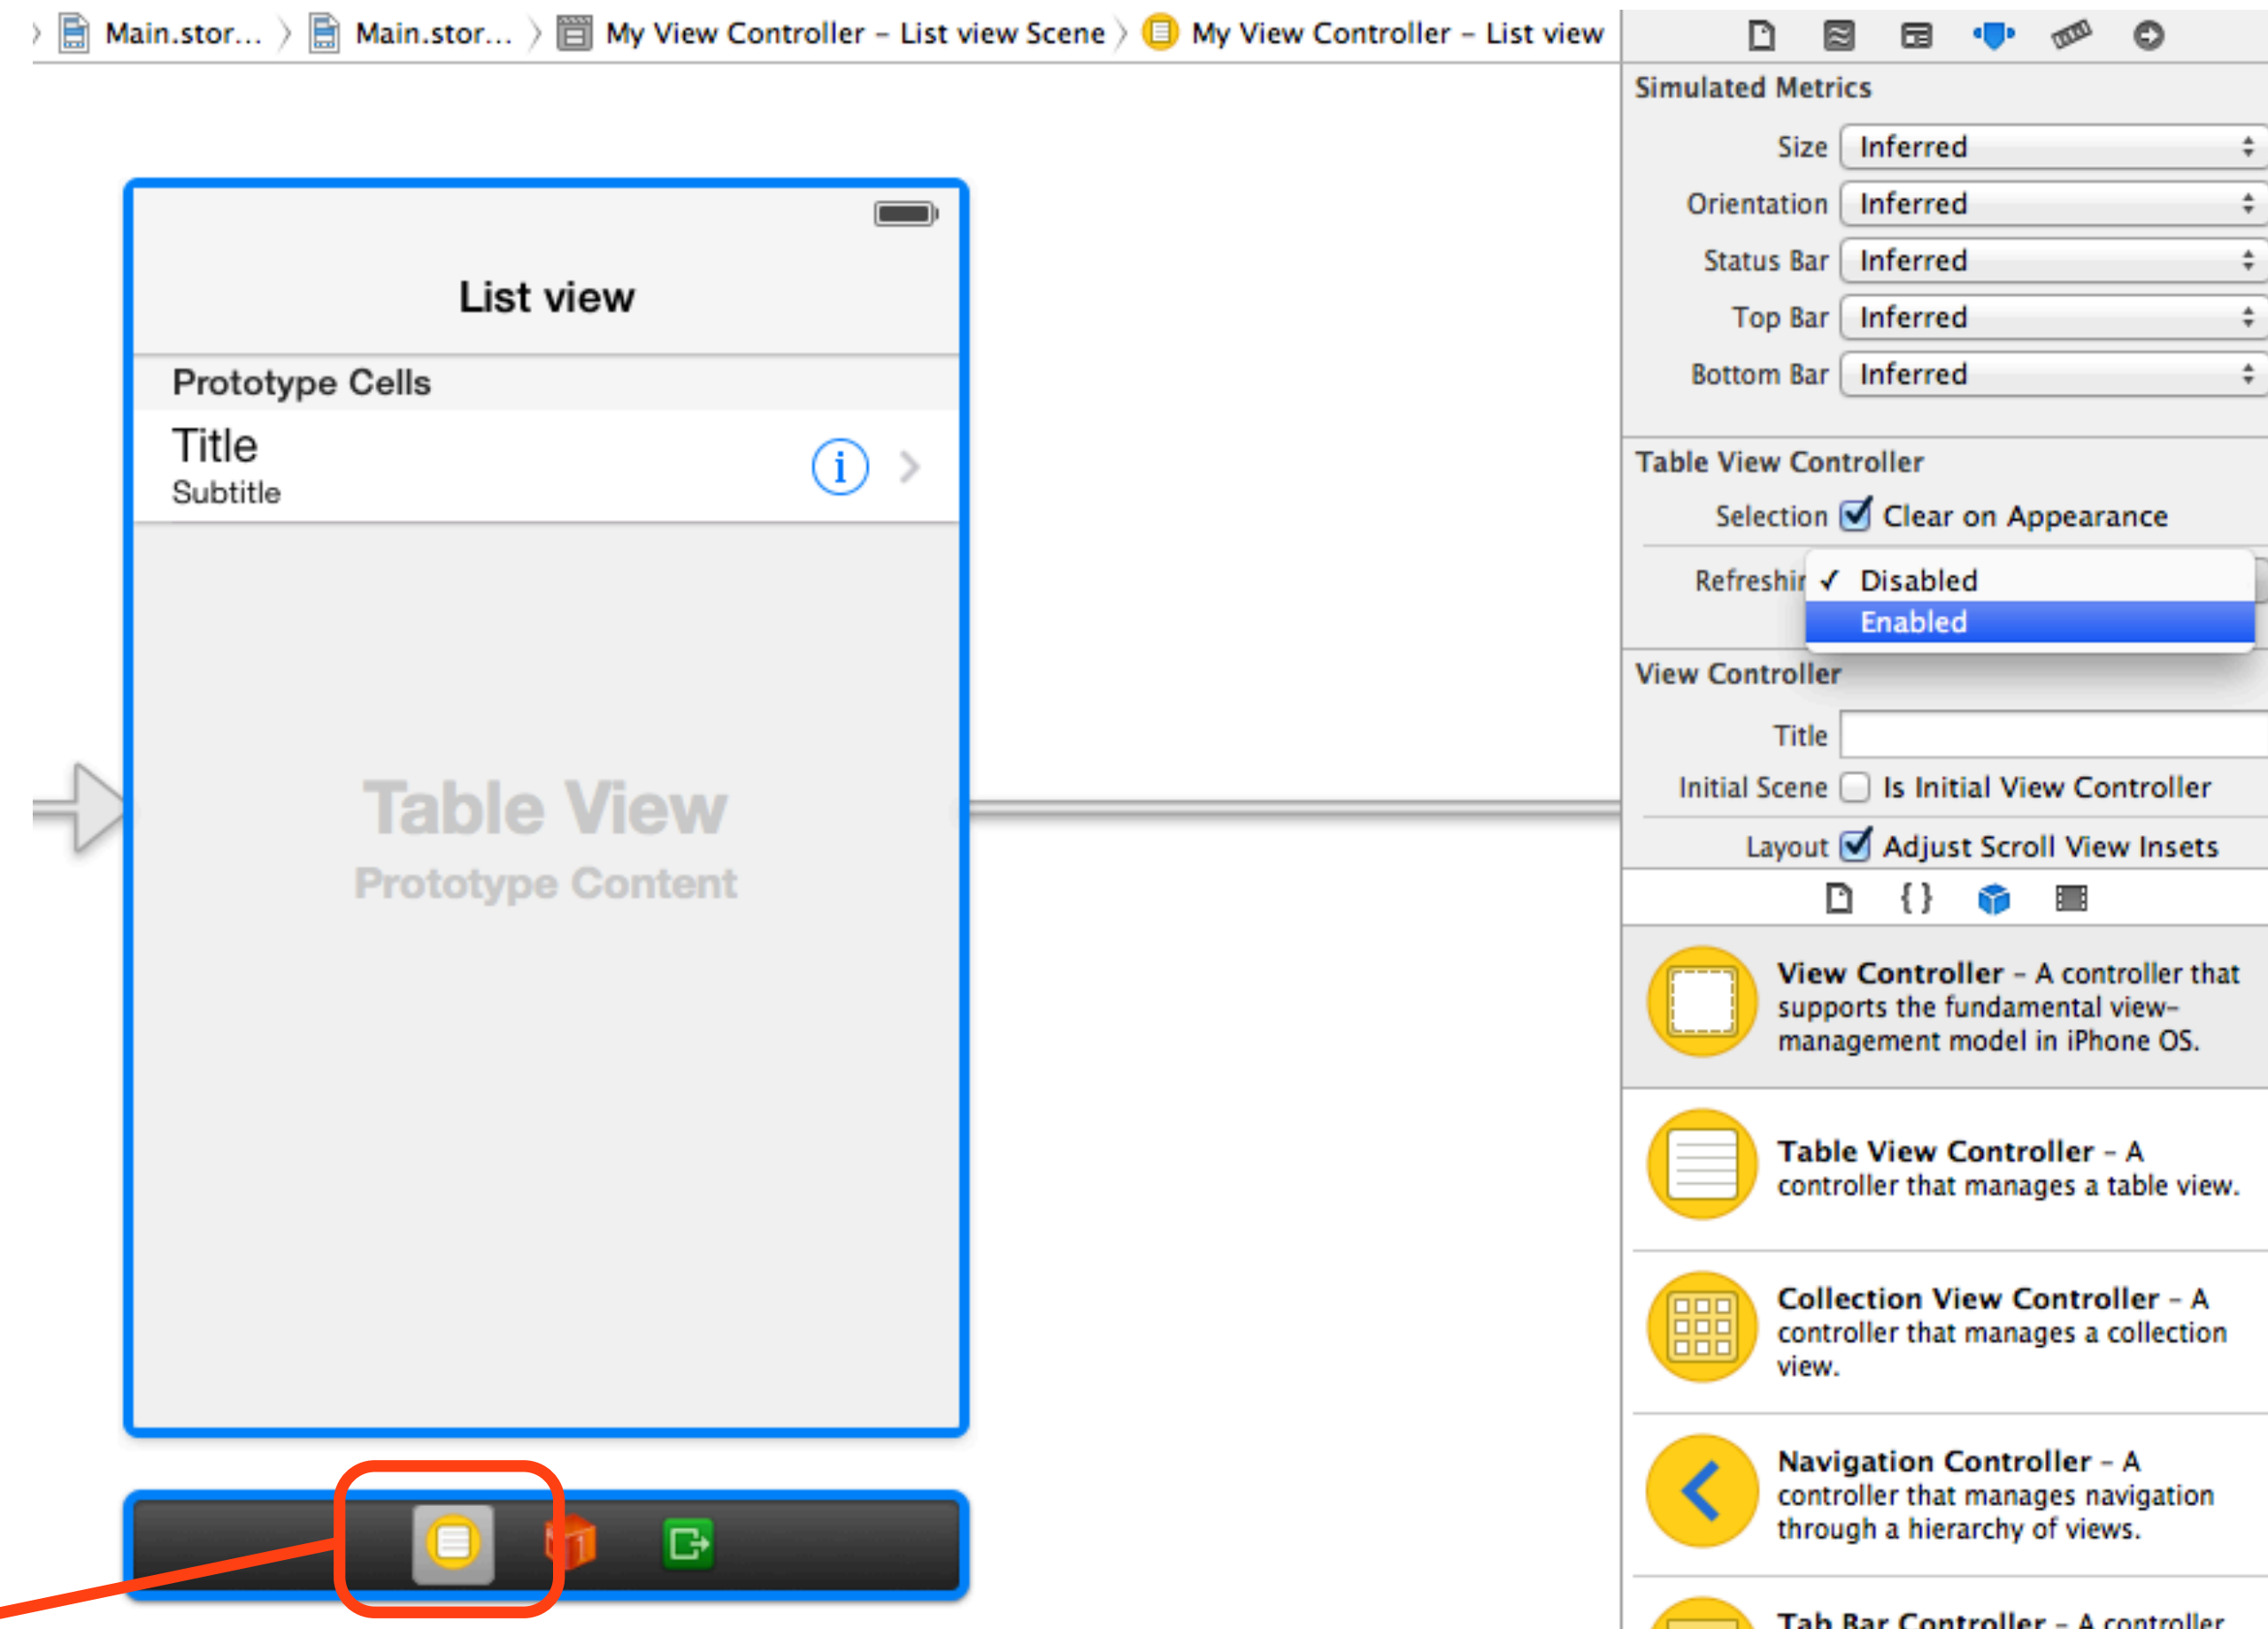 Main.stor... Main.stor... My View Controller – List view Scene My View Controller – List view
List view
Prototype Cells
Title
Subtitle
Table View
Prototype Content
Simulated Metrics
Size Inferred
Orientation Inferred
Status Bar Inferred
Top Bar Inferred
Bottom Bar Inferred
Table View Controller
Selection Clear on Appearance
Refreshin Disabled
Enabled
View Controller
Title
Initial Scene Is Initial View Controller
Layout Adjust Scroll View Insets
{ }
View Controller – A controller that
supports the fundamental view-
management model in iPhone OS.
Table View Controller – A
controller that manages a table view.
Collection View Controller – A
controller that manages a collection
view.
Navigation Controller – A
controller that manages navigation
through a hierarchy of views.
Tab Bar Controller – A controller